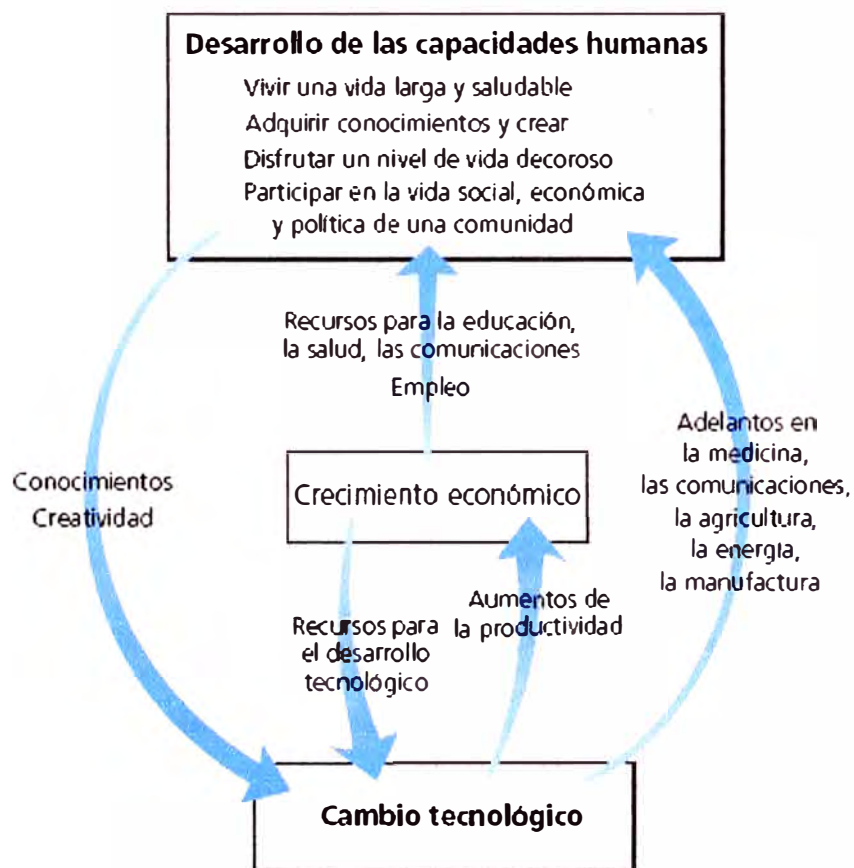 Desarrollo de las capacidades humanas
Vivir una vida larga y saludable
Adquirir conocimientos y crear
Disfrutar un nivel de vida decoroso
Participar en la vida social, económica
y política de una comunidad
Recursos para la educación,
la salud, las comunicaciones
Empleo
Conocimientos
Creatividad
Crecimiento económico
Adelantos en
la medicina,
las comunicaciones,
la agricultura,
la energía,
la manufactura
Recursos para
el desarrollo
tecnológico
Aumentos de
la productividad
Cambio tecnológico